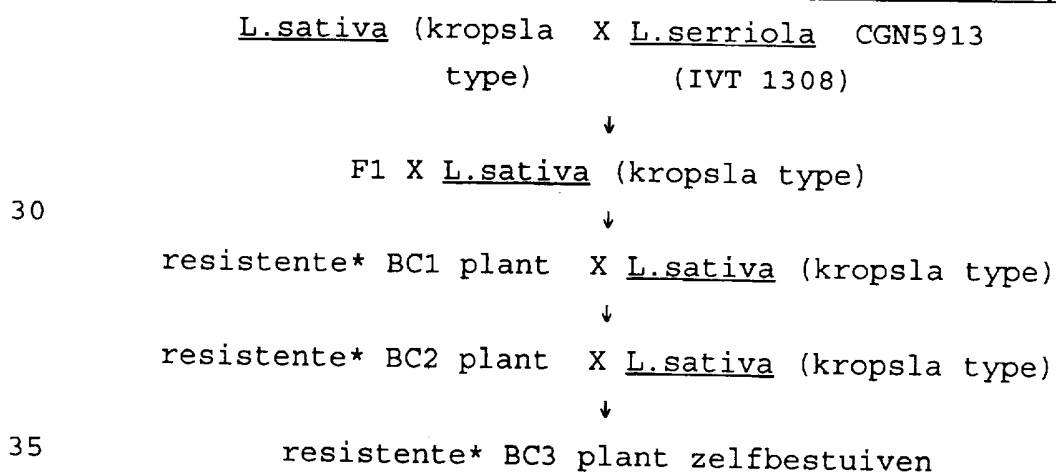 L.sativa (kropsla X L.serriola CGN5913
type) (IVT 1308)
↓
F1 X L.sativa (kropsla type)
30
↓
resistente* BC1 plant X L.sativa (kropsla type)
↓
resistente* BC2 plant X L.sativa (kropsla type)
↓
35 resistente* BC3 plant zelfbestuiven